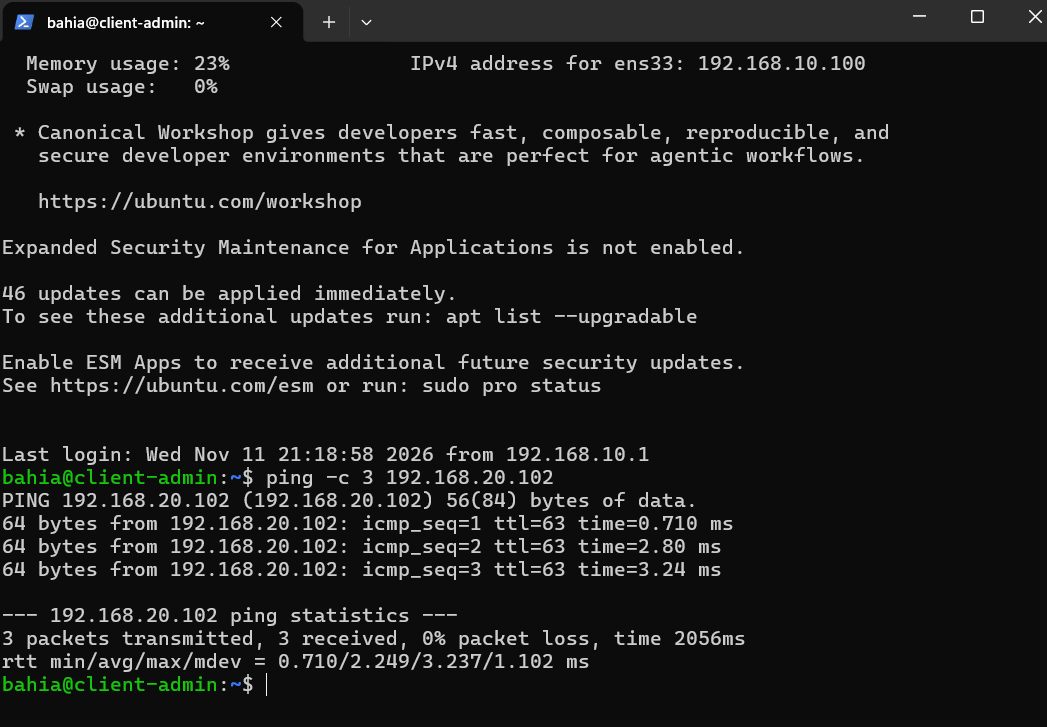 bahia@client-admin: ~
Memory usage: 23% IPv4 address for ens33: 192.168.10.100
Swap usage: 0%
* Canonical Workshop gives developers fast, composable, reproducible, and
secure developer environments that are perfect for agentic workflows.
https://ubuntu.com/workshop
Expanded Security Maintenance for Applications is not enabled.
46 updates can be applied immediately.
To see these additional updates run: apt list --upgradable
Enable ESM Apps to receive additional future security updates.
See https://ubuntu.com/esm or run: sudo pro status
Last login: Wed Nov 11 21:18:58 2026 from 192.168.10.1
bahia@client-admin:~$ ping -c 3 192.168.20.102
PING 192.168.20.102 (192.168.20.102) 56(84) bytes of data.
64 bytes from 192.168.20.102: icmp_seq=1 ttl=63 time=0.710 ms
64 bytes from 192.168.20.102: icmp_seq=2 ttl=63 time=2.80 ms
64 bytes from 192.168.20.102: icmp_seq=3 ttl=63 time=3.24 ms
--- 192.168.20.102 ping statistics ---
3 packets transmitted, 3 received, 0% packet loss, time 2056ms
rtt min/avg/max/mdev = 0.710/2.249/3.237/1.102 ms
bahia@client-admin:~$